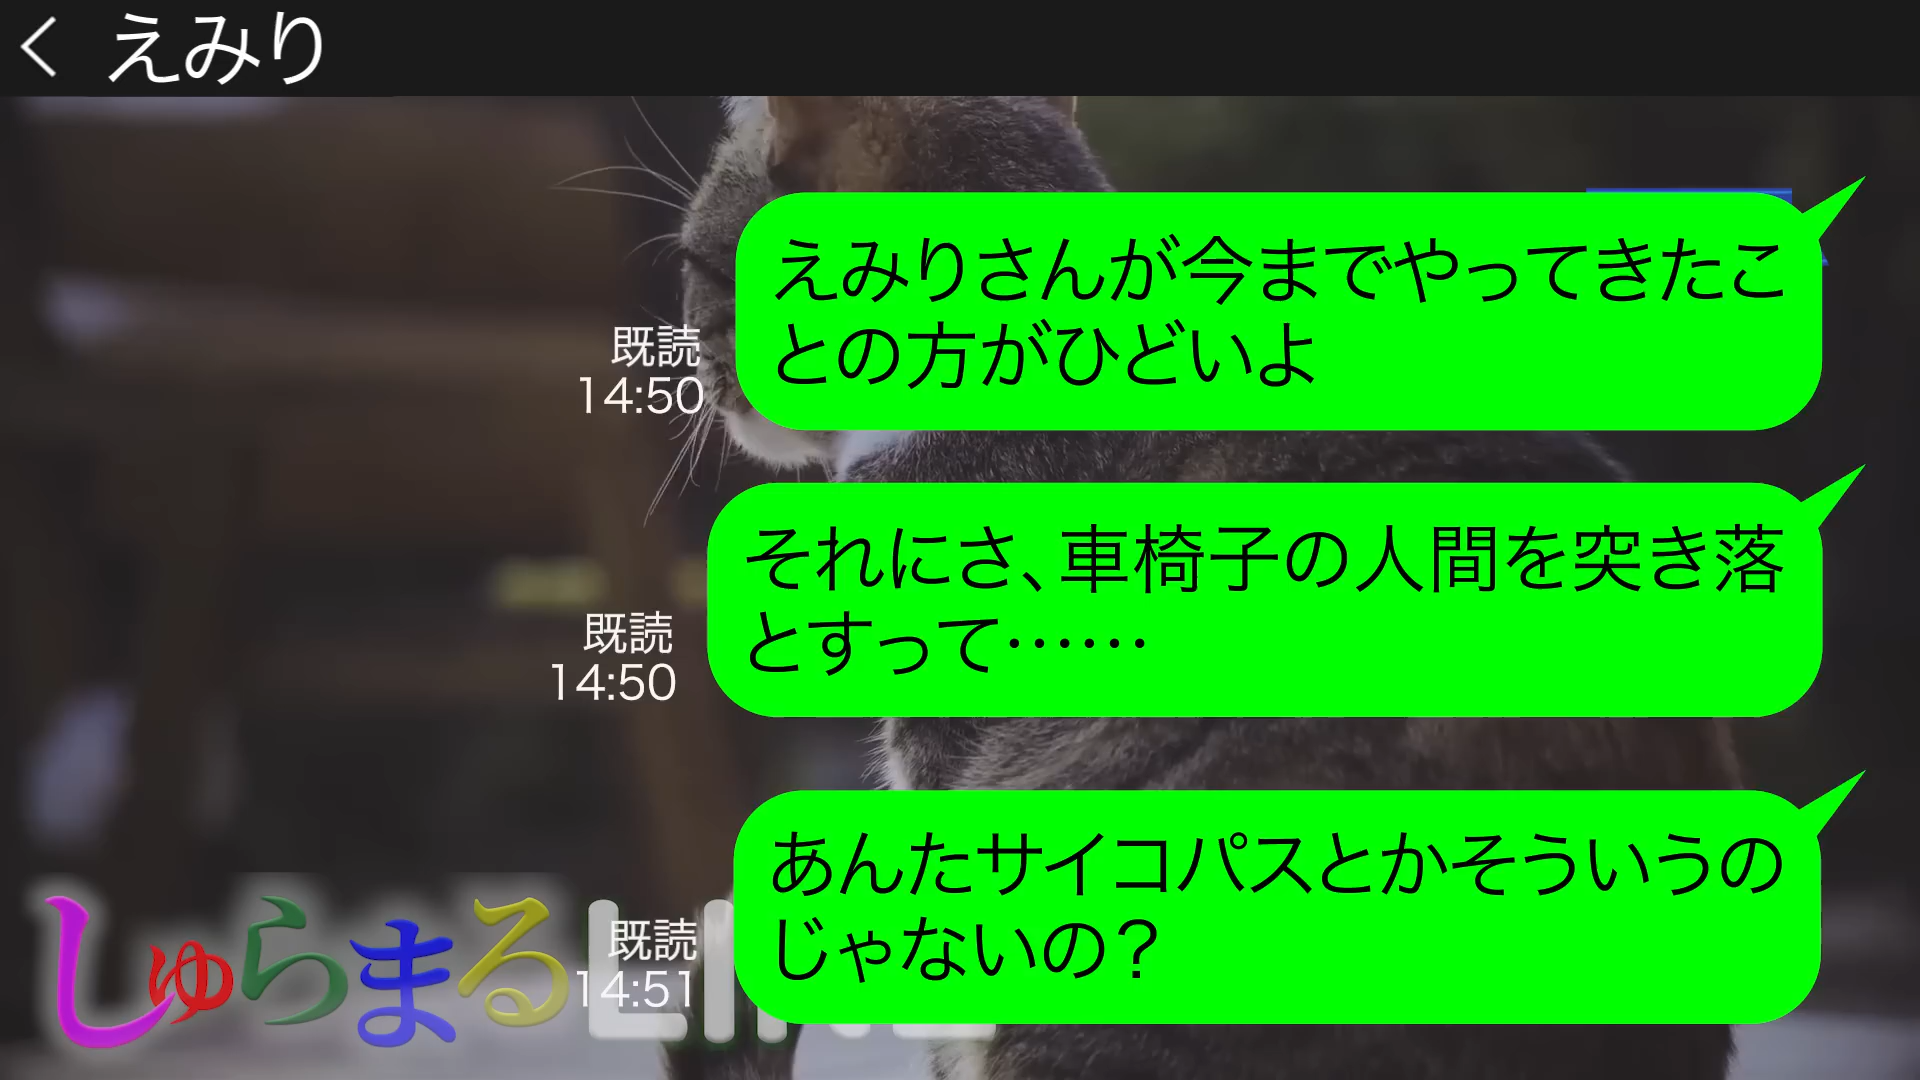 えみり
えみりさんが今までやってきたこ
との方がひどいよ
既読
14:50
それにさ、車椅子の人間を突き落
とすって……
既読
14:50
あんたサイコパスとかそういうの
じゃないの？
既読
14:51
しゅらまるLINE